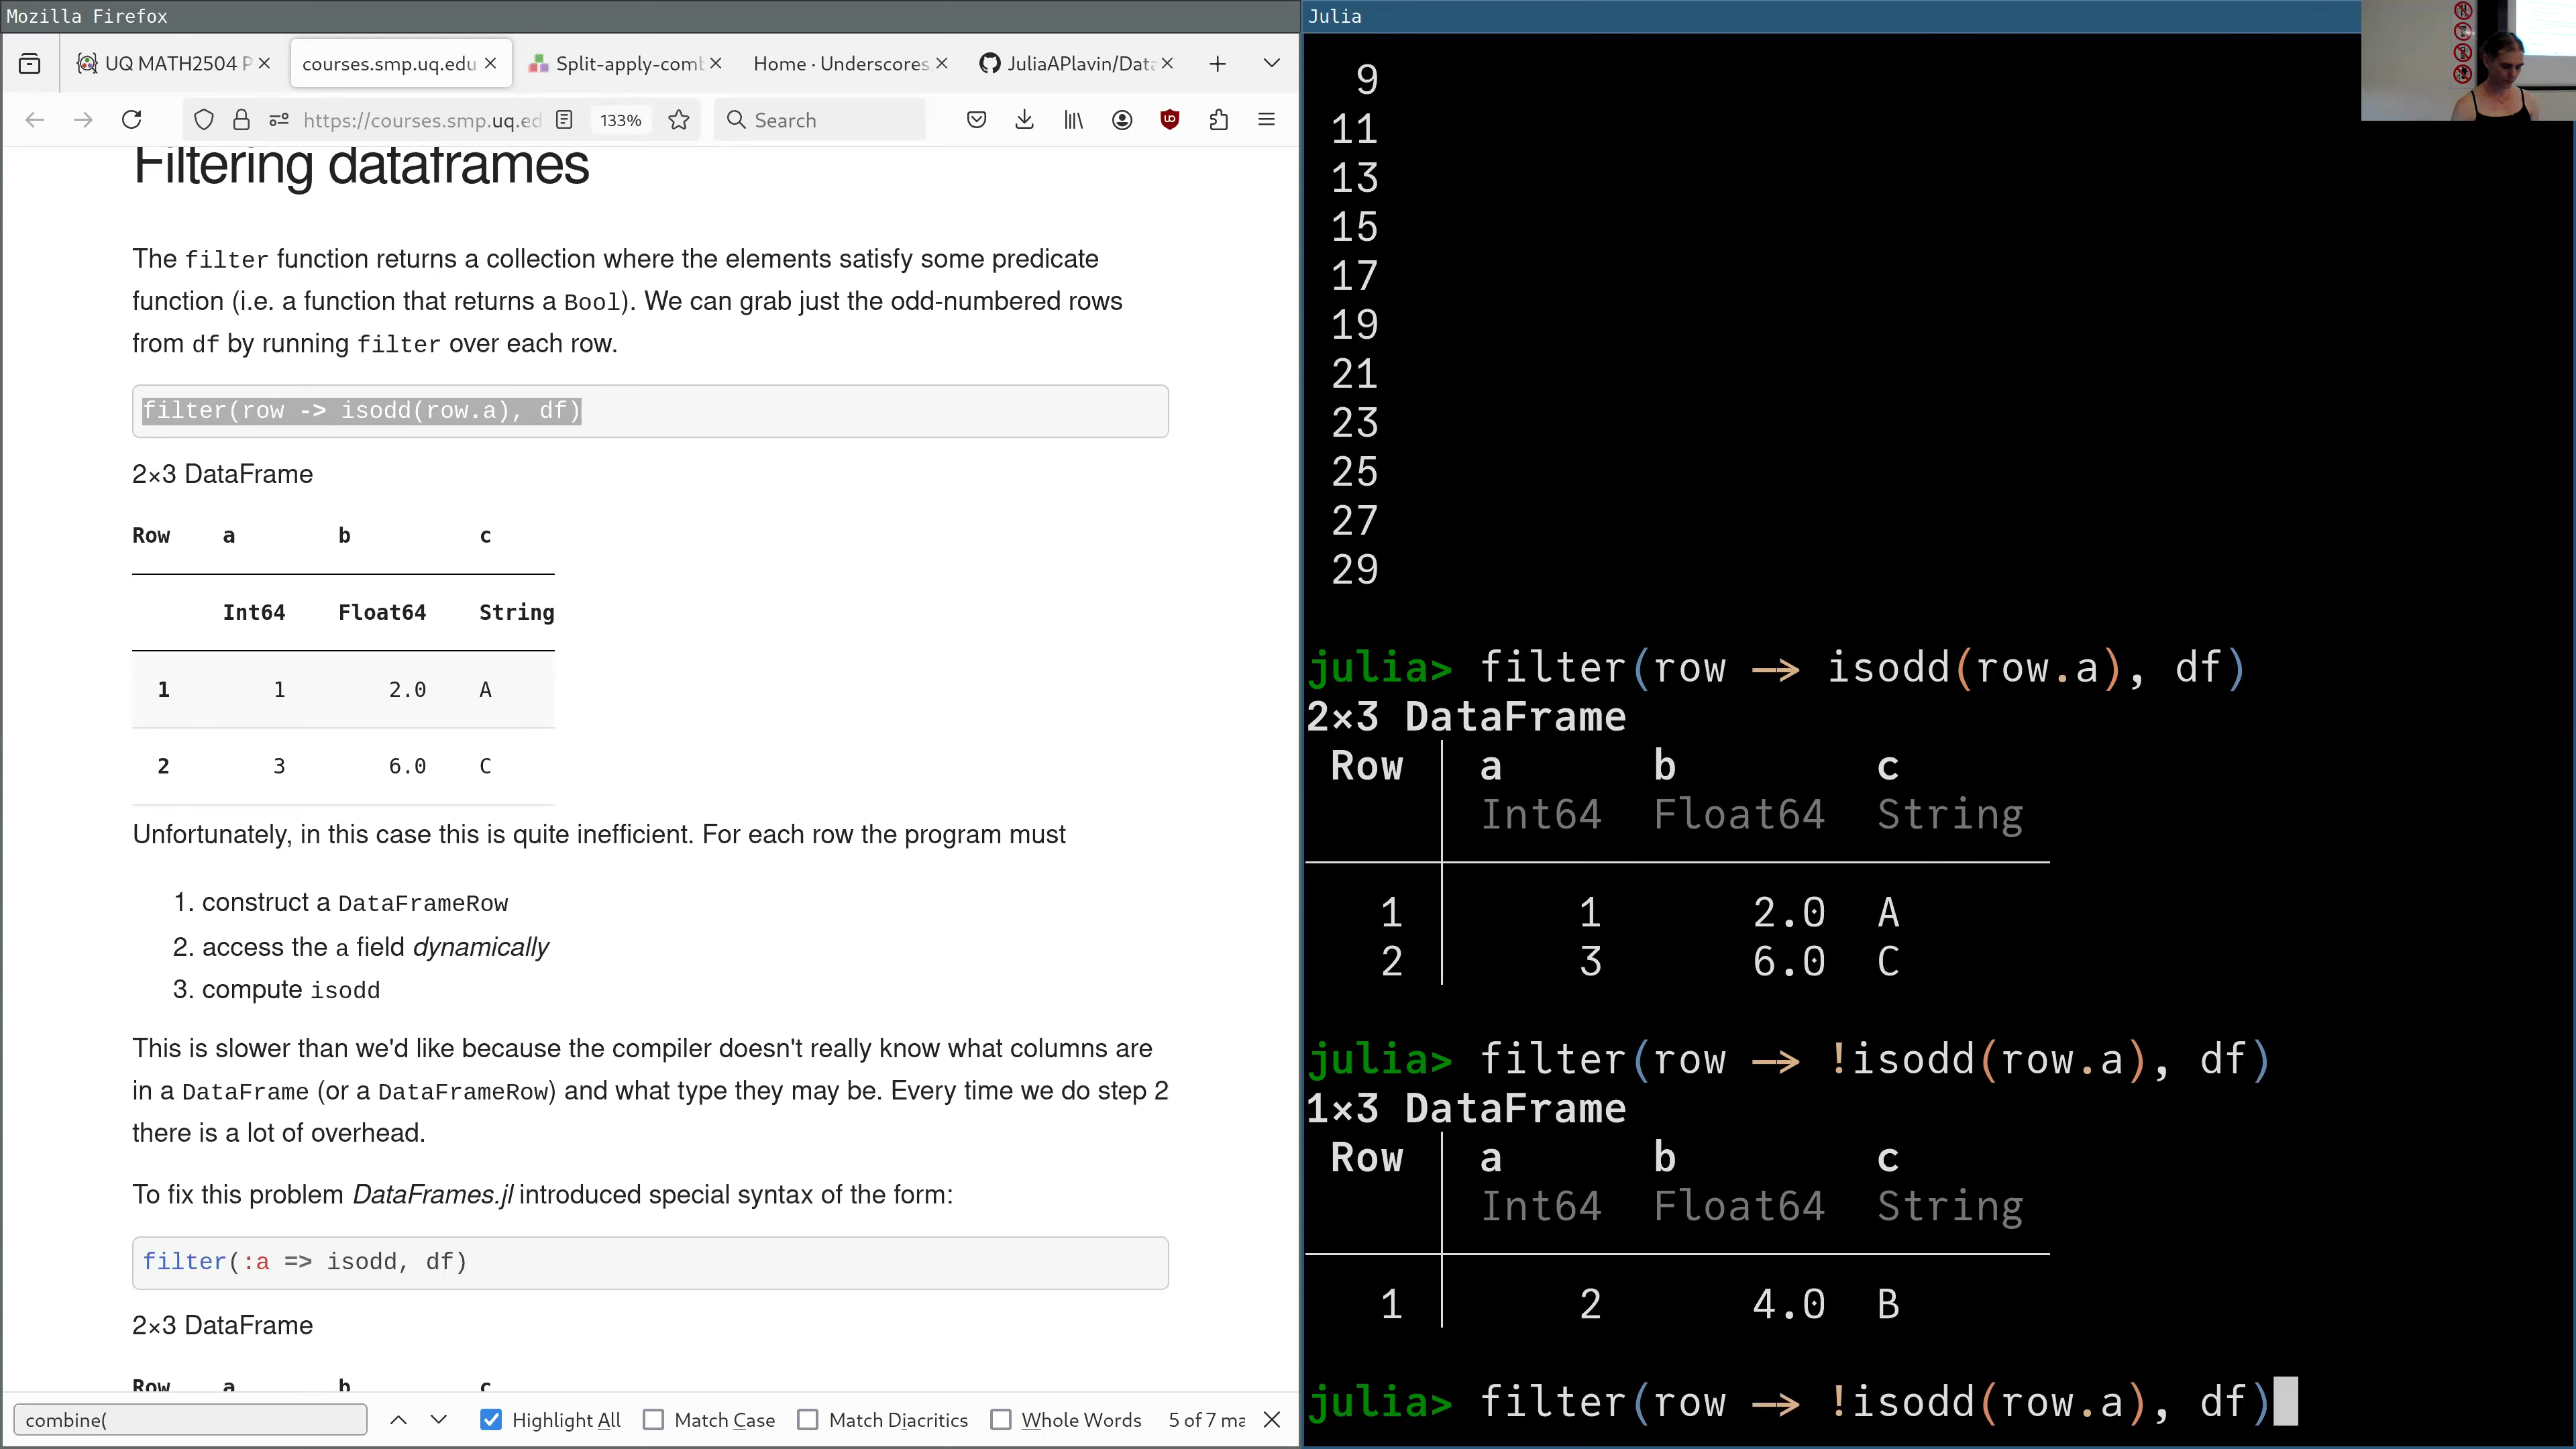 Mozilla Firefox
UQ MATH2504 P
courses.smp.uq.edu
Split-apply-comb
Home · Underscores.
JuliaAPlavin/Data
https://courses.smp.uq.ed
133%
Search
Filtering dataframes
The filter function returns a collection where the elements satisfy some predicate
function (i.e. a function that returns a Bool). We can grab just the odd-numbered rows
from df by running filter over each row.
filter(row -> isodd(row.a), df)
2×3 DataFrame
Row a b c
Int64 Float64 String
1 1 2.0 A
2 3 6.0 C
Unfortunately, in this case this is quite inefficient. For each row the program must
1. construct a DataFrameRow
2. access the a field dynamically
3. compute isodd
This is slower than we'd like because the compiler doesn't really know what columns are
in a DataFrame (or a DataFrameRow) and what type they may be. Every time we do step 2
there is a lot of overhead.
To fix this problem DataFrames.jl introduced special syntax of the form:
filter(:a => isodd, df)
2×3 DataFrame
Row a b c
combine(
Highlight All
Match Case
Match Diacritics
Whole Words
5 of 7 ma
Julia
9
11
13
15
17
19
21
23
25
27
29
julia> filter(row -> isodd(row.a), df)
2×3 DataFrame
Row a b c
Int64 Float64 String
1 1 2.0 A
2 3 6.0 C
julia> filter(row -> !isodd(row.a), df)
1×3 DataFrame
Row a b c
Int64 Float64 String
1 2 4.0 B
julia> filter(row -> !isodd(row.a), df)